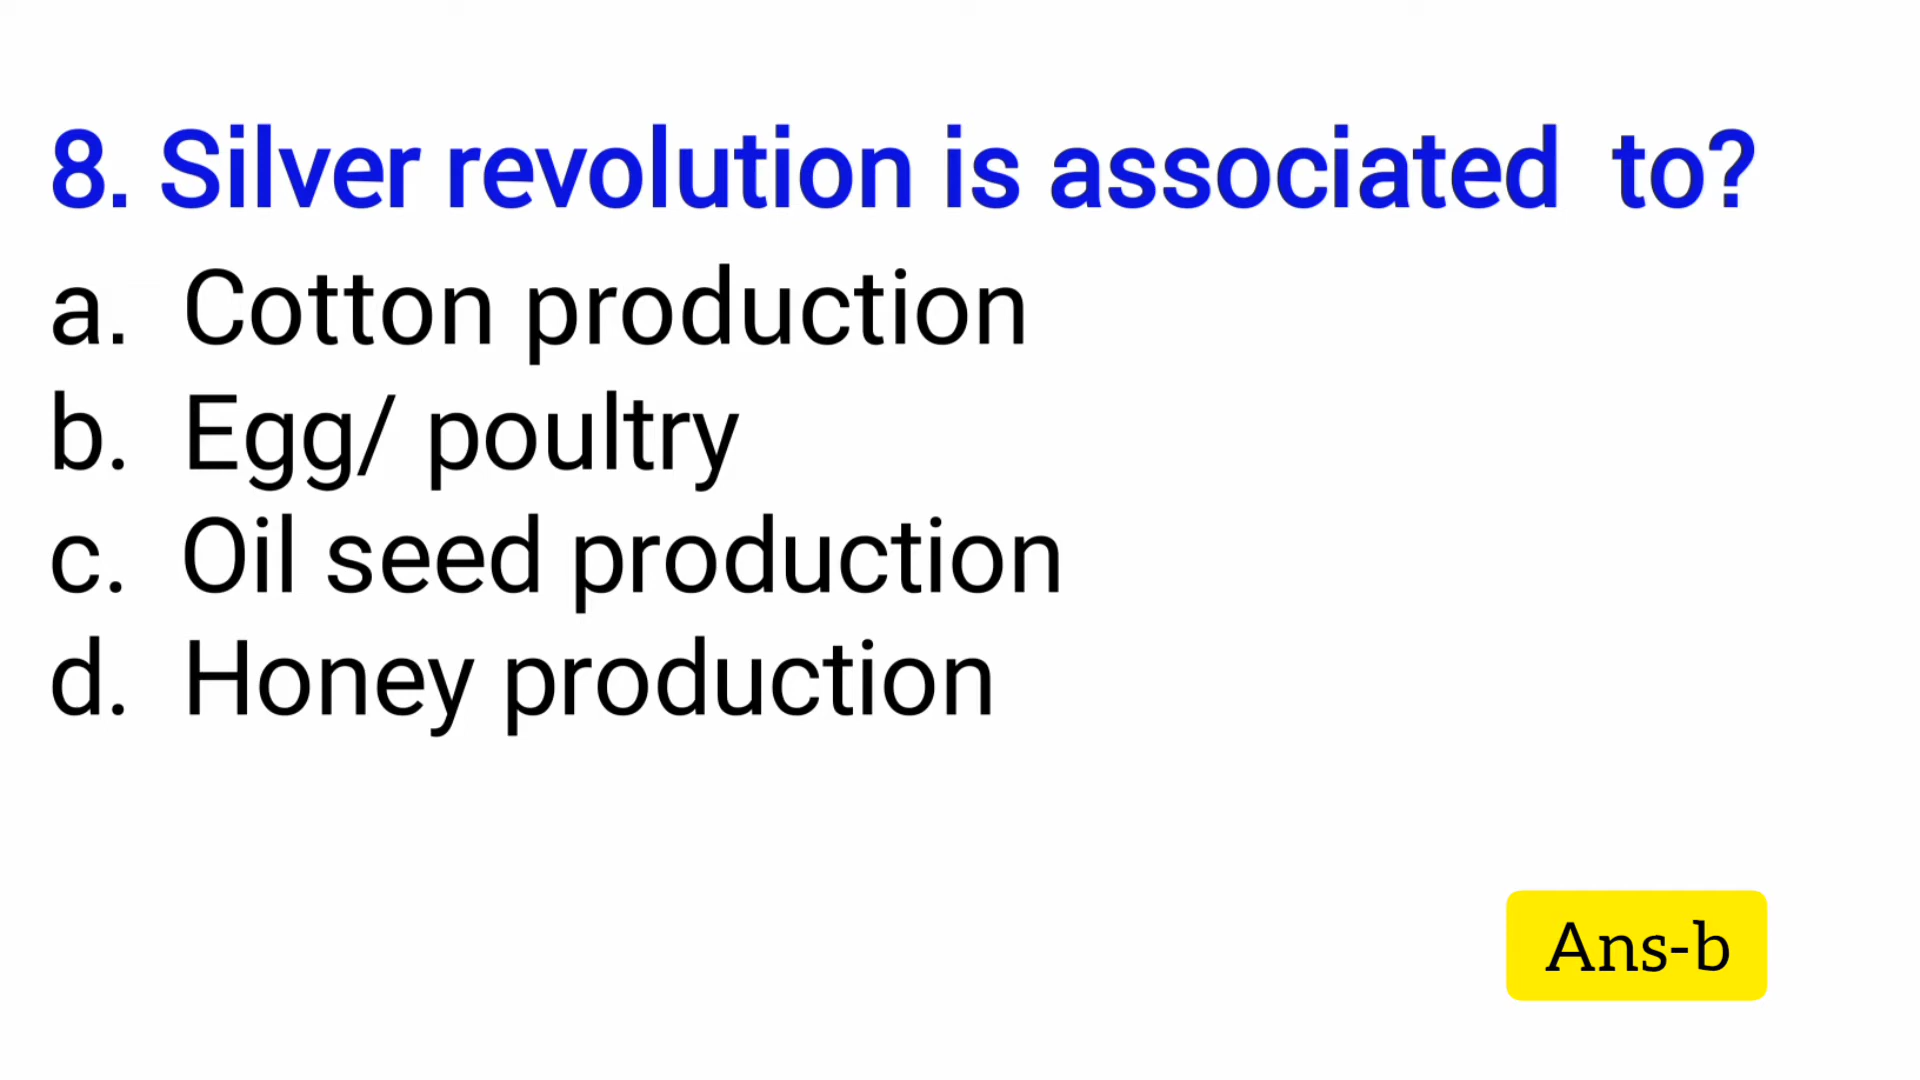 8. Silver revolution is associated  to?
a.  Cotton production
b.  Egg/ poultry
c.  Oil seed production
d.  Honey production
Ans-b